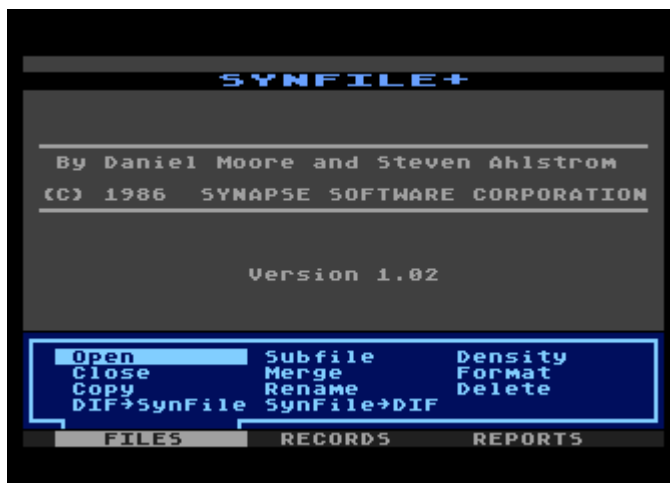 SYNFILE+
By Daniel Moore and Steven Ahlstrom
(C) 1986 SYNAPSE SOFTWARE CORPORATION
Version 1.02
Open Subfile Density
Close Merge Format
Copy Rename Delete
DIF→SynFile SynFile→DIF
FILES RECORDS REPORTS